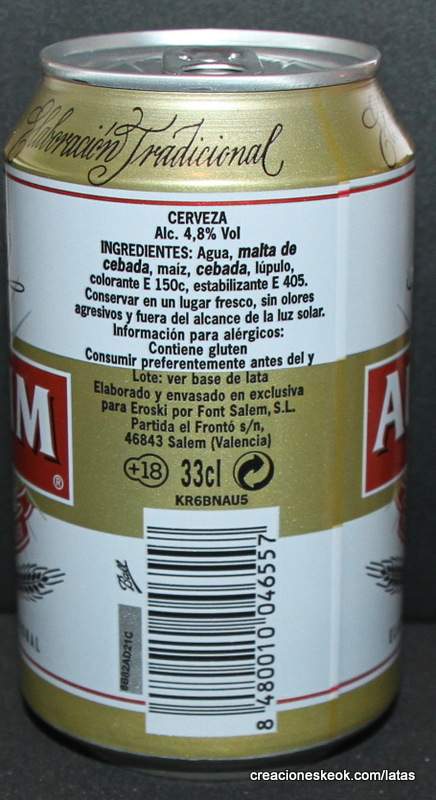 Elaboración Tradicional
CERVEZA
Alc. 4,8% Vol
INGREDIENTES: Agua, malta de
cebada, maíz, cebada, lúpulo,
colorante E 150c, estabilizante E 405.
Conservar en un lugar fresco, sin olores
agresivos y fuera del alcance de la luz solar.
Información para alérgicos:
Contiene gluten
Consumir preferentemente antes del y
Lote: ver base de lata
Elaborado y envasado en exclusiva
para Eroski por Font Salem, S.L.
Partida el Frontó s/n,
46843 Salem (Valencia)
+18 33cl
KR6BNAU5
Ball
8 480010 046557
creacioneskeok.com/latas